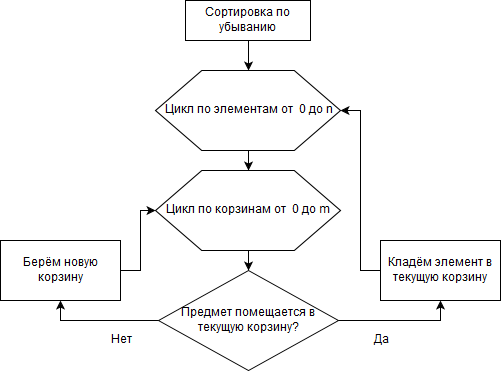 Сортировка по
убыванию
Цикл по элементам от 0 до n
Цикл по корзинам от 0 до m
Берём новую
корзину
Кладём элемент в
текущую корзину
Предмет помещается в
текущую корзину?
Нет
Да